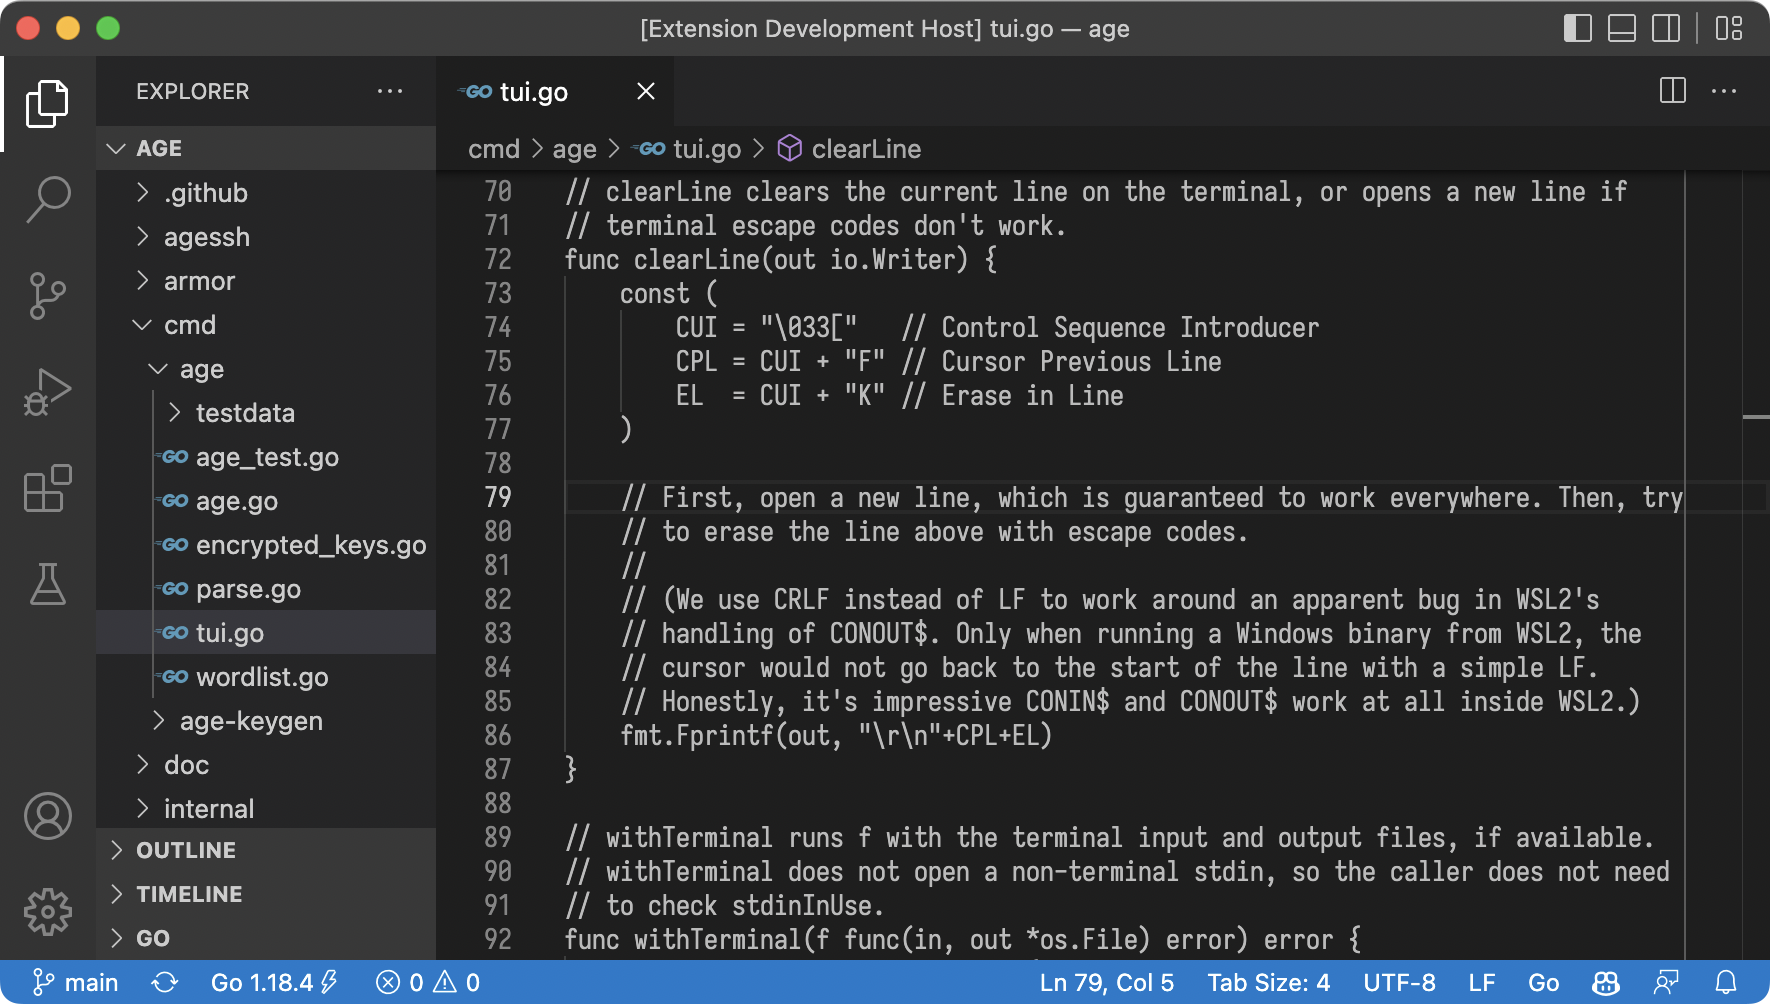 [Extension Development Host] tui.go — age
EXPLORER
AGE
.github
agessh
armor
cmd
age
testdata
GO age_test.go
GO age.go
GO encrypted_keys.go
GO parse.go
GO tui.go
GO wordlist.go
age-keygen
doc
internal
OUTLINE
TIMELINE
GO
GO tui.go
cmd > age > GO tui.go > clearLine
70 // clearLine clears the current line on the terminal, or opens a new line if
71 // terminal escape codes don't work.
72 func clearLine(out io.Writer) {
73 const (
74 CUI = "\033[" // Control Sequence Introducer
75 CPL = CUI + "F" // Cursor Previous Line
76 EL = CUI + "K" // Erase in Line
77 )
78
79 // First, open a new line, which is guaranteed to work everywhere. Then, try
80 // to erase the line above with escape codes.
81 //
82 // (We use CRLF instead of LF to work around an apparent bug in WSL2's
83 // handling of CONOUT$. Only when running a Windows binary from WSL2, the
84 // cursor would not go back to the start of the line with a simple LF.
85 // Honestly, it's impressive CONIN$ and CONOUT$ work at all inside WSL2.)
86 fmt.Fprintf(out, "\r\n"+CPL+EL)
87 }
88
89 // withTerminal runs f with the terminal input and output files, if available.
90 // withTerminal does not open a non-terminal stdin, so the caller does not need
91 // to check stdinInUse.
92 func withTerminal(f func(in, out *os.File) error) error {
main Go 1.18.4 0 0 Ln 79, Col 5 Tab Size: 4 UTF-8 LF Go